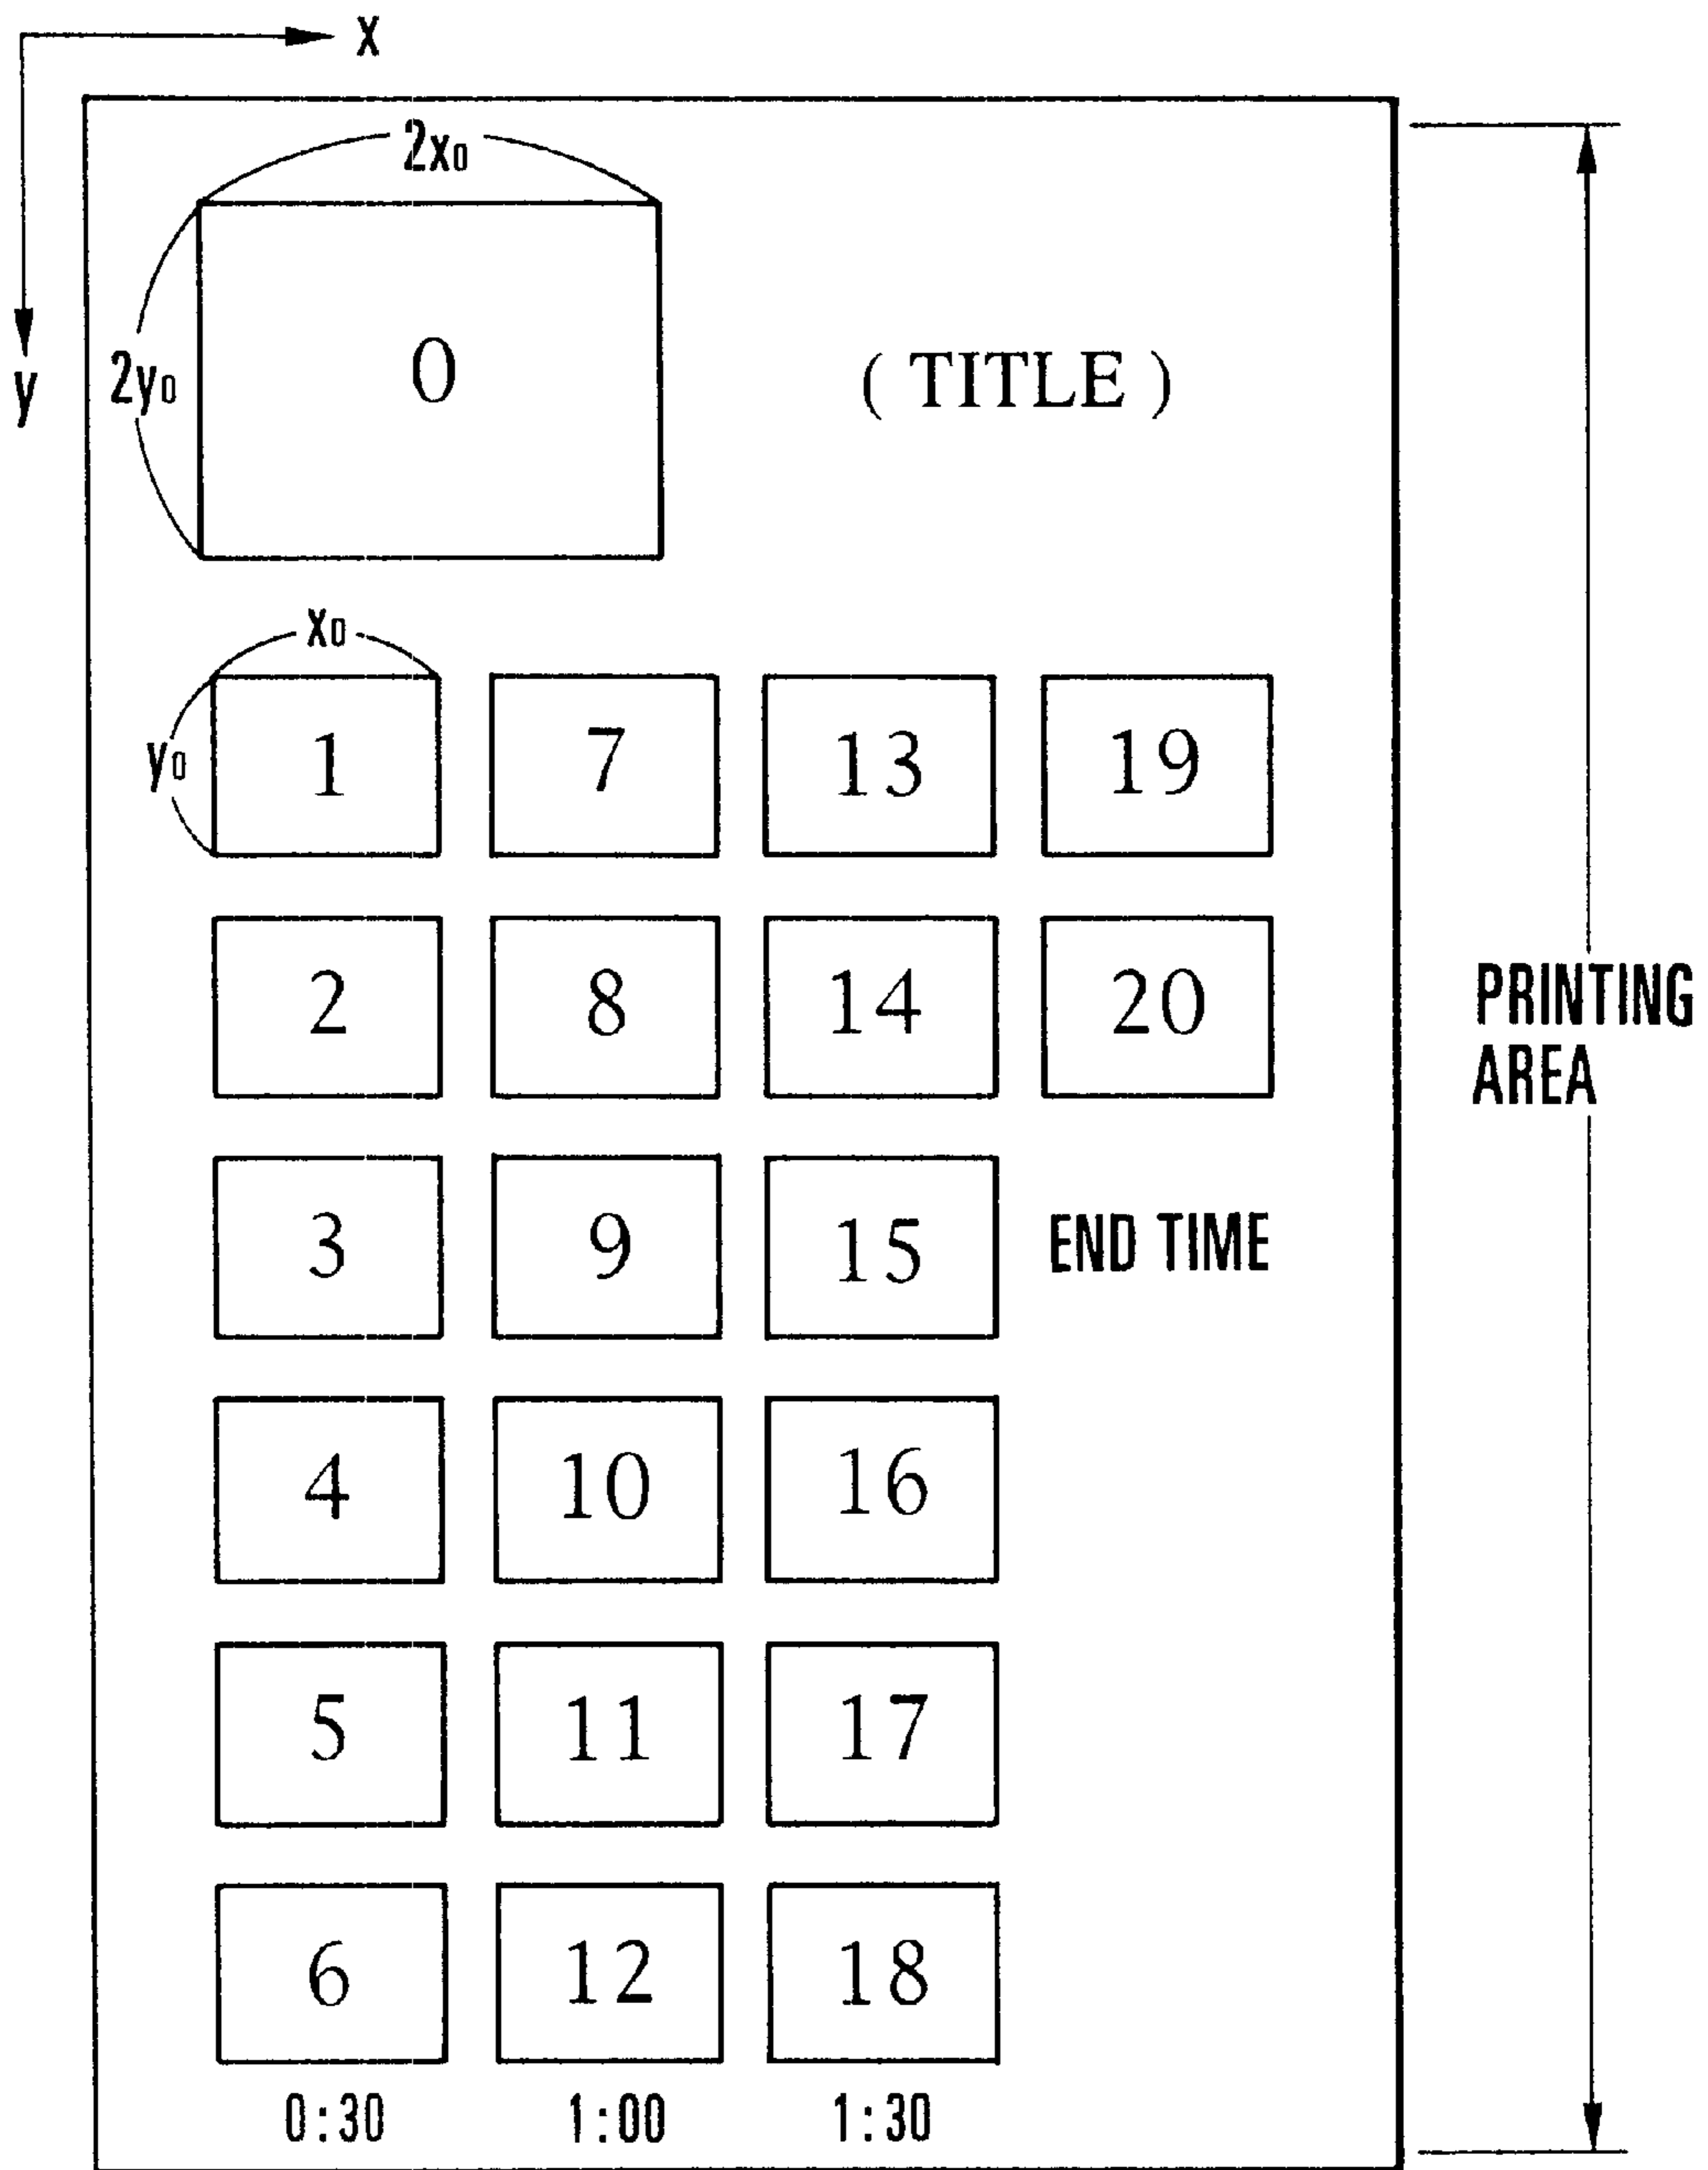 x
2x₀
y
2y₀
0
( TITLE )
x₀
y₀
1 7 13 19
2 8 14 20
PRINTING
AREA
3 9 15 END TIME
4 10 16
5 11 17
6 12 18
0:30 1:00 1:30